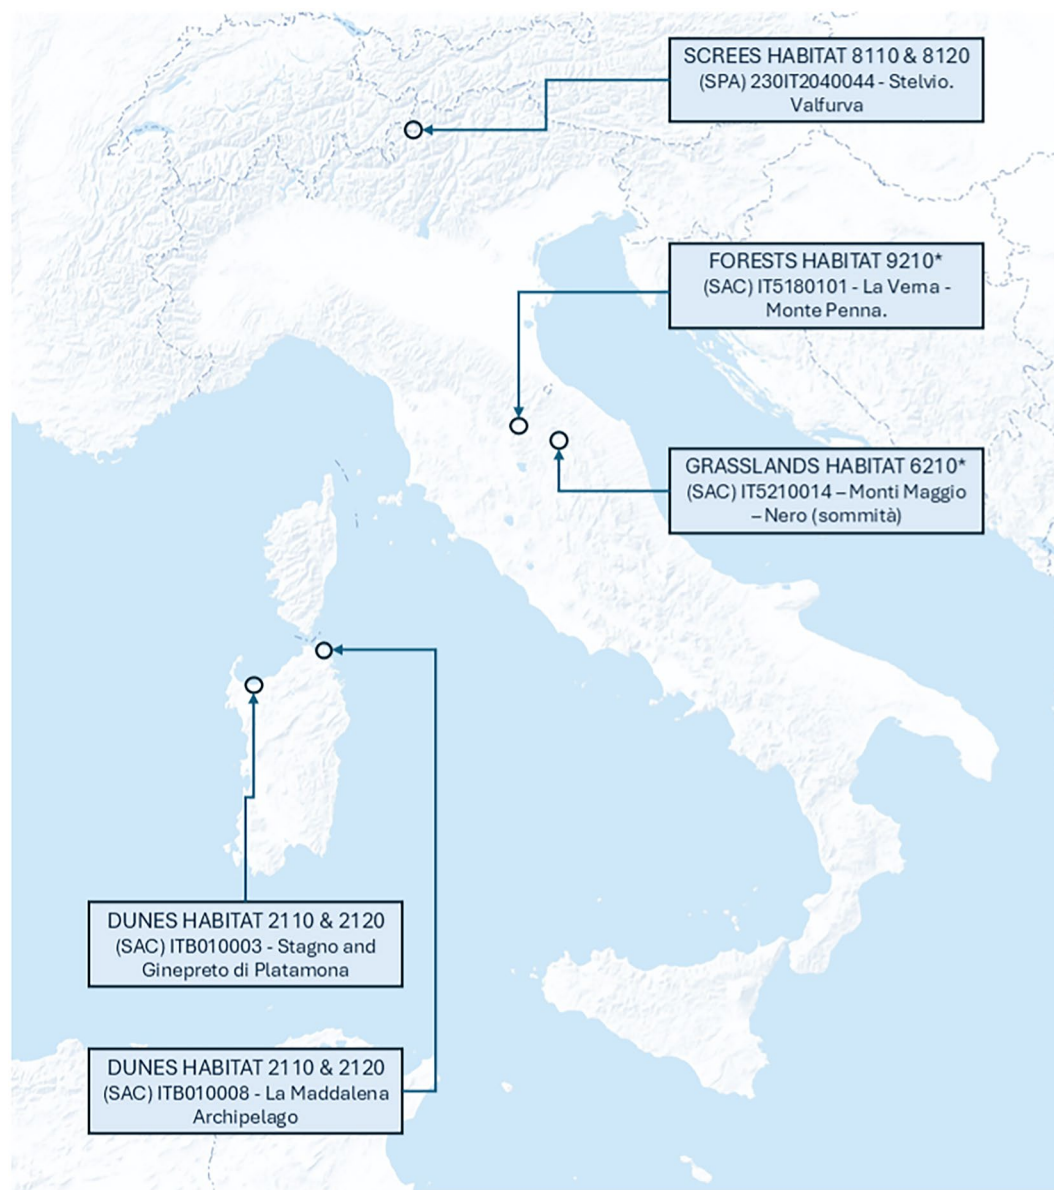 SCREES HABITAT 8110 & 8120
(SPA) 230IT2040044 - Stelvio.
Valfurva
FORESTS HABITAT 9210*
(SAC) IT5180101 - La Verna -
Monte Penna.
GRASSLANDS HABITAT 6210*
(SAC) IT5210014 – Monti Maggio
– Nero (sommità)
DUNES HABITAT 2110 & 2120
(SAC) ITB010003 - Stagno and
Ginepreto di Platamona
DUNES HABITAT 2110 & 2120
(SAC) ITB010008 - La Maddalena
Archipelago